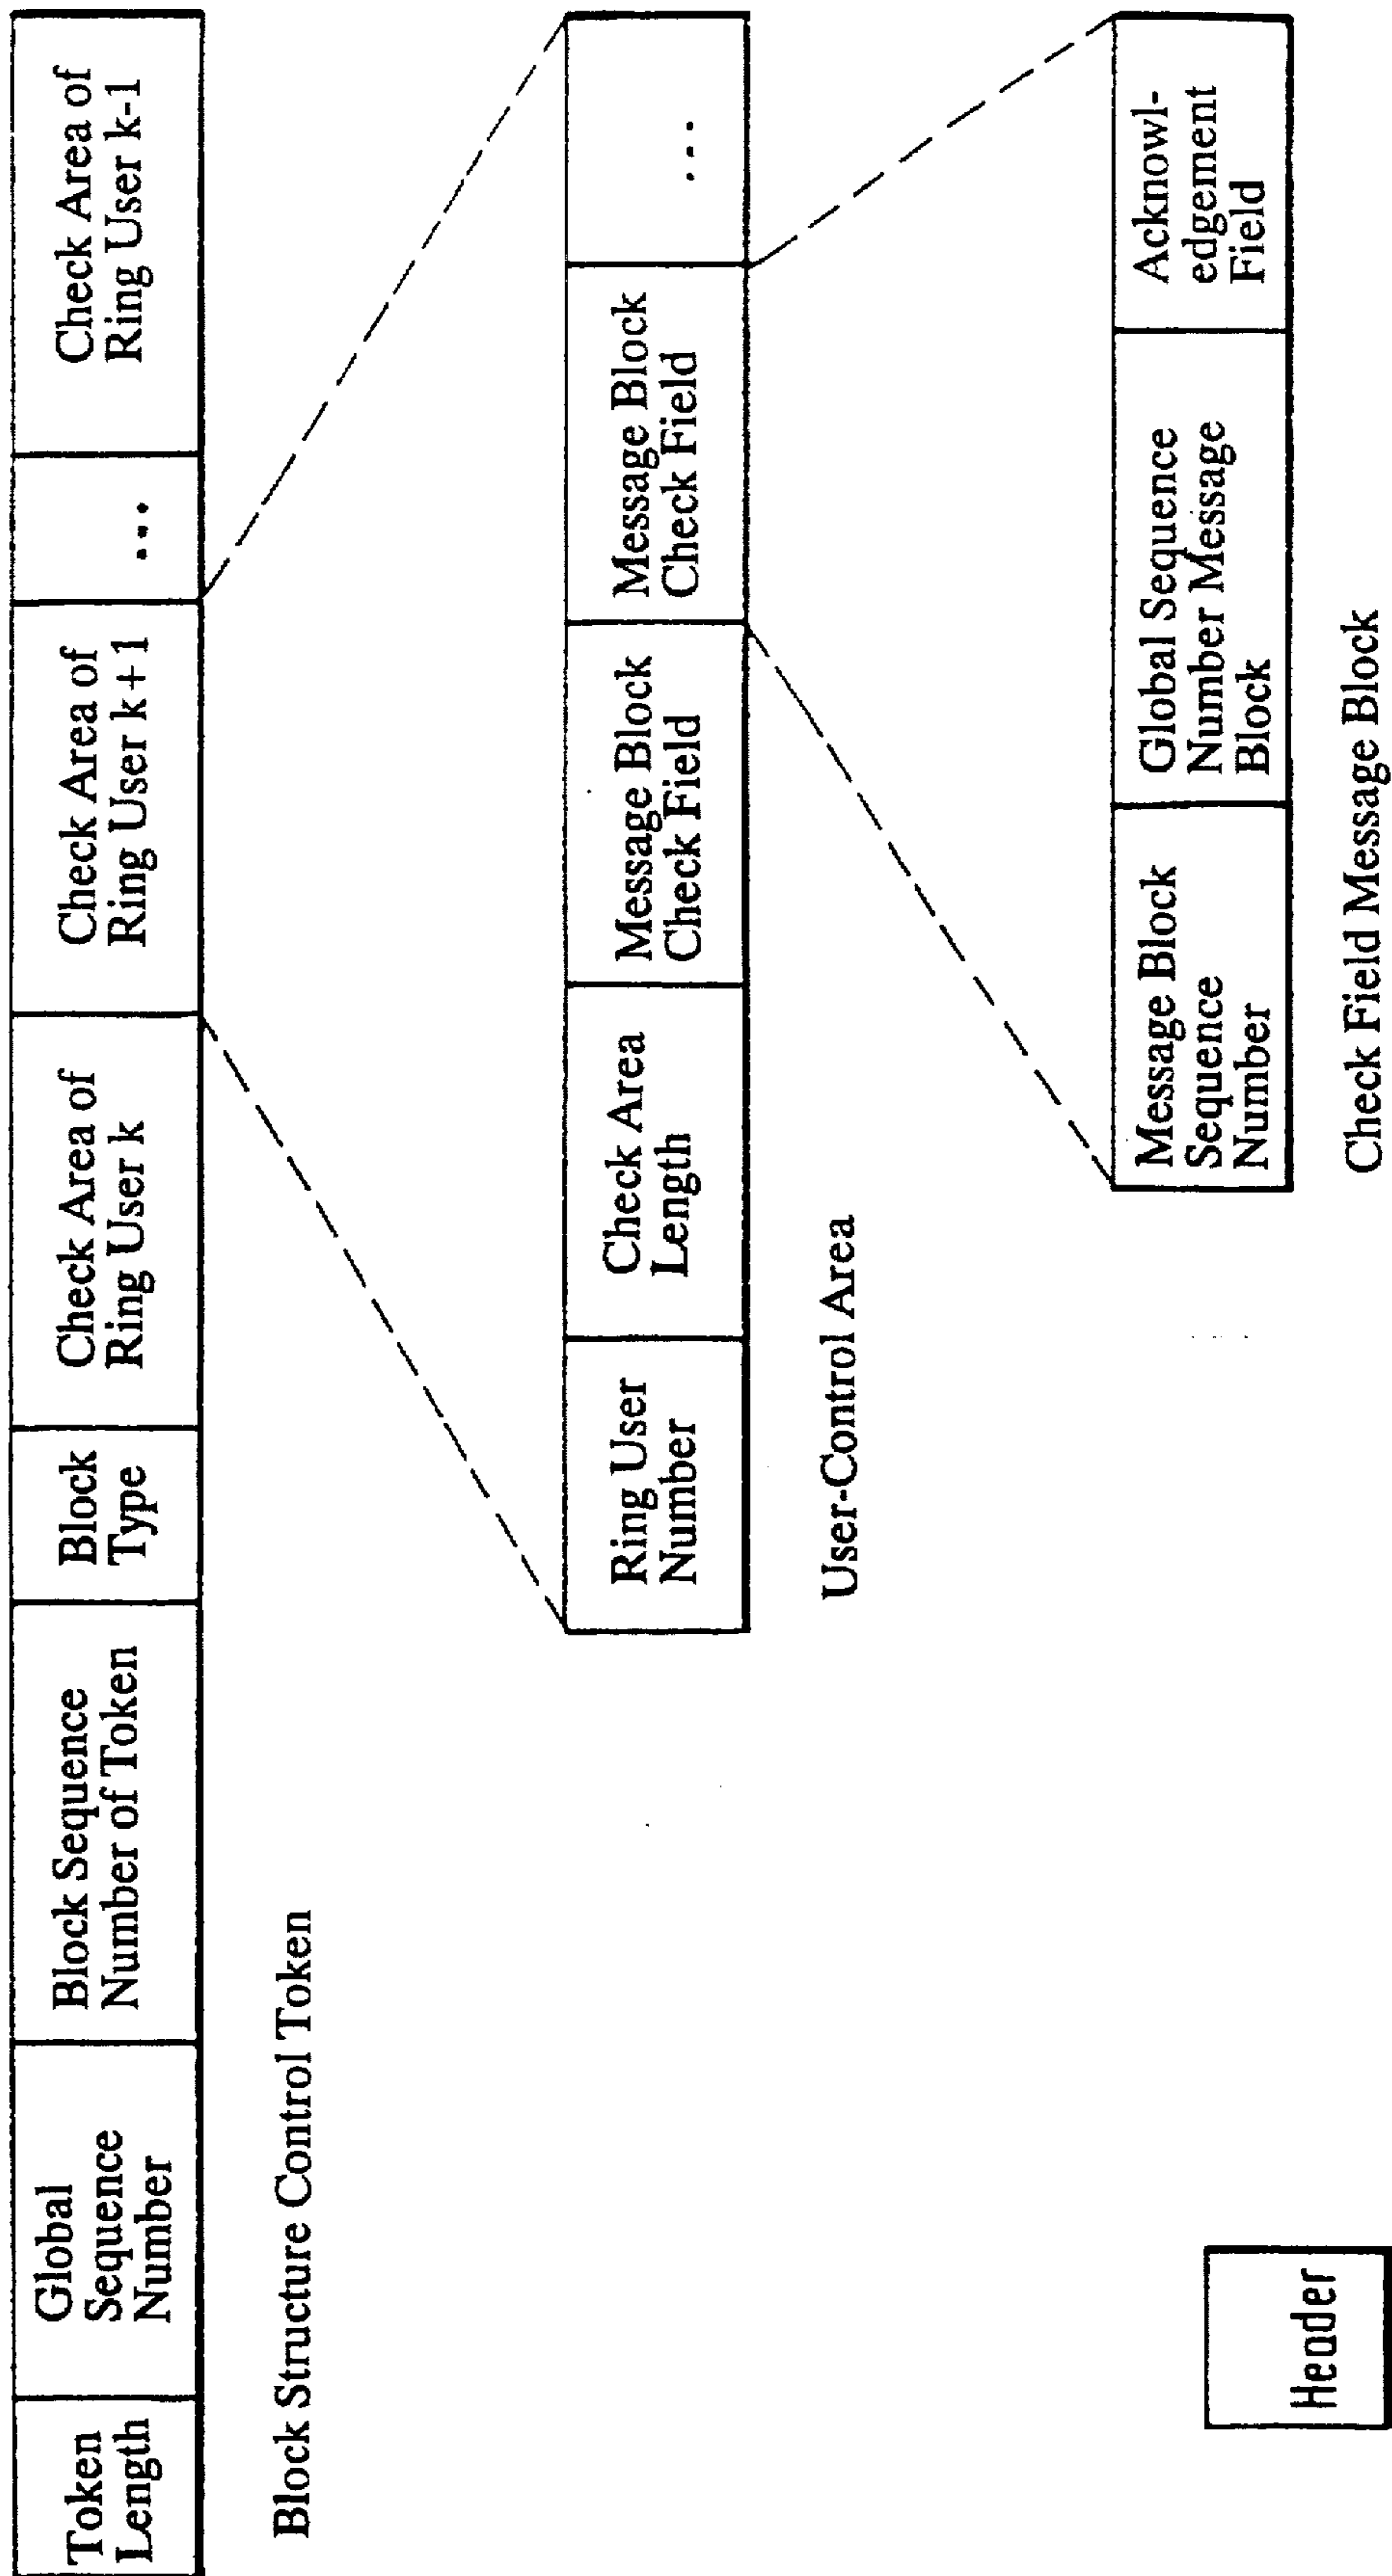 Token
Length
Global
Sequence
Number
Block Sequence
Number of Token
Block
Type
Check Area of
Ring User k
Check Area of
Ring User k+1
...
Check Area of
Ring User k-1
Block Structure Control Token
Ring User
Number
Check Area
Length
Message Block
Check Field
Message Block
Check Field
...
User-Control Area
Message Block
Sequence
Number
Global Sequence
Number Message
Block
Acknowl-
edgement
Field
Check Field Message Block
Header